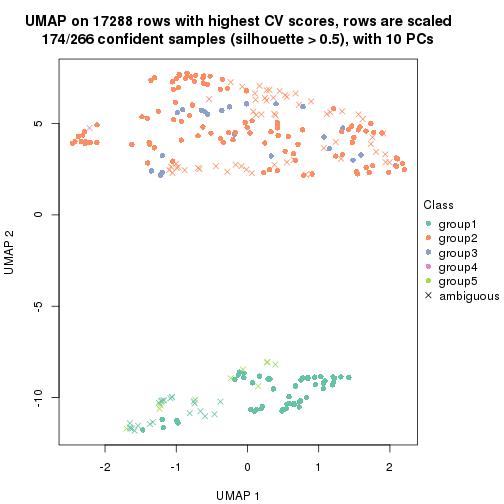 UMAP on 17288 rows with highest CV scores, rows are scaled
174/266 confident samples (silhouette > 0.5), with 10 PCs
5
0
-5
-10
UMAP 2
-2
-1
0
1
2
UMAP 1
Class
group1
group2
group3
group4
group5
ambiguous